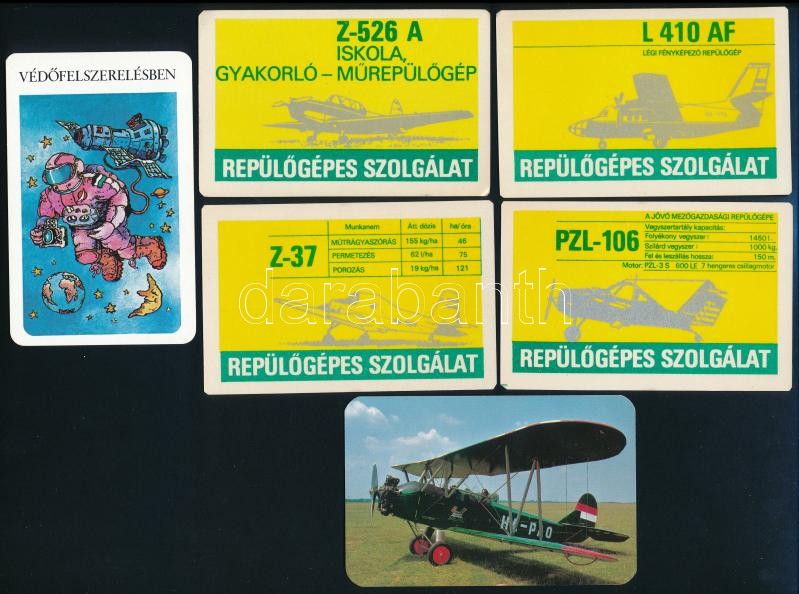 VÉDŐFELSZERELÉSBEN
Z-526 A
ISKOLA,
GYAKORLÓ – MŰREPÜLŐGÉP
REPÜLŐGÉPES SZOLGÁLAT
L 410 AF
LÉGI FÉNYKÉPEZŐ REPÜLŐGÉP
REPÜLŐGÉPES SZOLGÁLAT
Z-37
Munkanem Átl. dózis ha/óra
MŰTRÁGYASZÓRÁS 155 kg/ha 46
PERMETEZÉS 62 l/ha 75
POROZÁS 19 kg/ha 121
REPÜLŐGÉPES SZOLGÁLAT
PZL-106
A JÖVŐ MEZŐGAZDASÁGI REPÜLŐGÉPE
Vegyszertartály kapacitás:
Folyékony vegyszer: 1450 l.
Szilárd vegyszer: 1000 kg.
Fel és leszállás hossza: 150 m.
Motor: PZL-3 S 600 LE 7 hengeres csillagmotor
REPÜLŐGÉPES SZOLGÁLAT
darabanth
HA-PAO